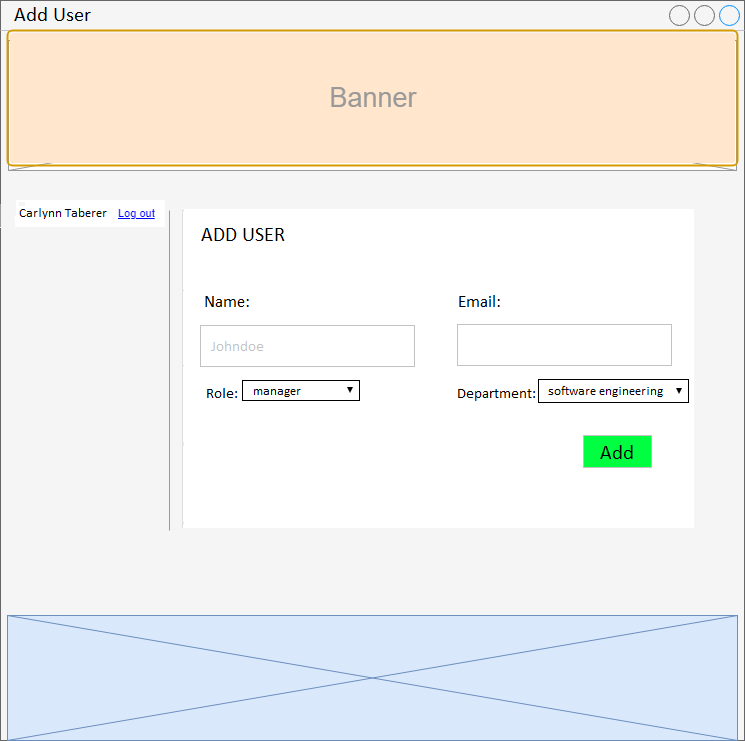 Add User
Banner
Carlynn Taberer Log out
ADD USER
Name: Email:
Johndoe
Role: manager Department: software engineering
Add